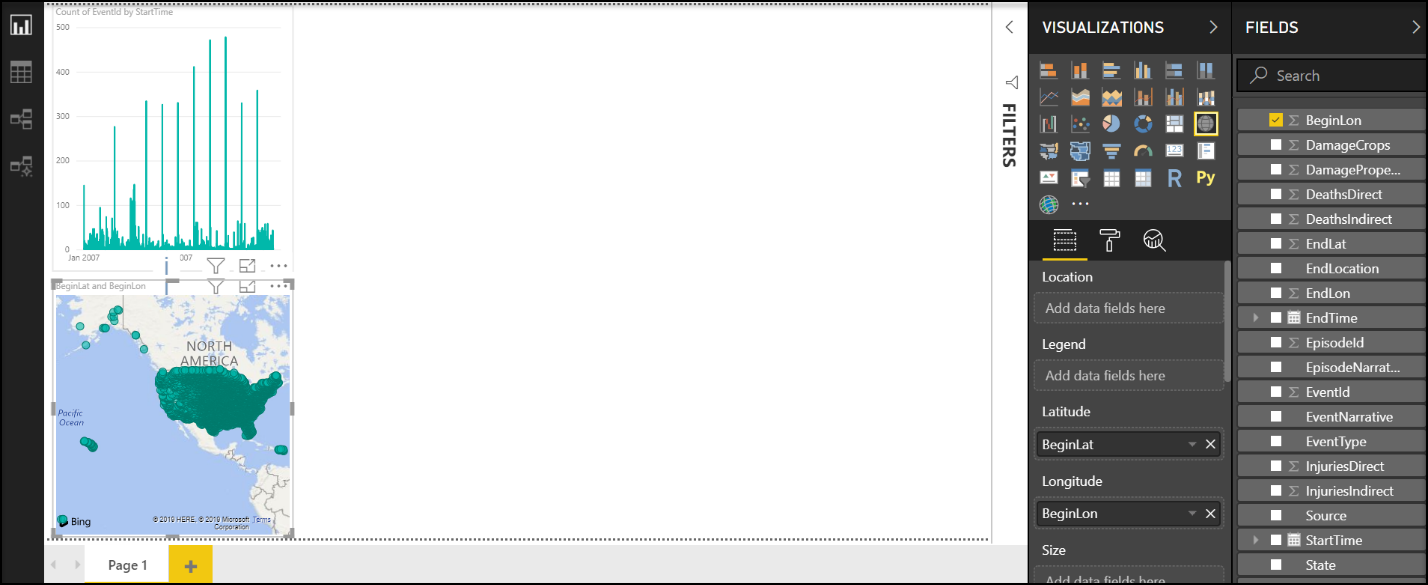 Count of EventId by StartTime
500
400
300
200
100
0
Jan 2007
007
BeginLat and BeginLon
NORTH
AMERICA
Pacific
Ocean
Bing
© 2019 HERE, © 2019 Microsoft Corporation Terms
Page 1
FILTERS
VISUALIZATIONS
123
R
Py
Location
Add data fields here
Legend
Add data fields here
Latitude
BeginLat
Longitude
BeginLon
Size
Add data fields here
FIELDS
Search
BeginLon
DamageCrops
DamagePrope...
DeathsDirect
DeathsIndirect
EndLat
EndLocation
EndLon
EndTime
EpisodeId
EpisodeNarrat...
EventId
EventNarrative
EventType
InjuriesDirect
InjuriesIndirect
Source
StartTime
State